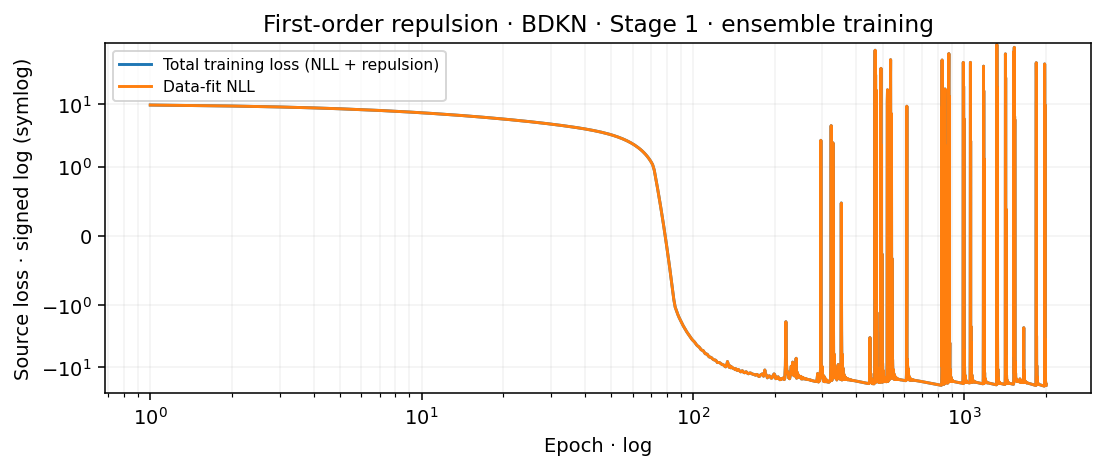 First-order repulsion · BDKN · Stage 1 · ensemble training
Total training loss (NLL + repulsion)
Data-fit NLL
Source loss · signed log (symlog)
10¹
10⁰
0
−10⁰
−10¹
10⁰ 10¹ 10² 10³
Epoch · log